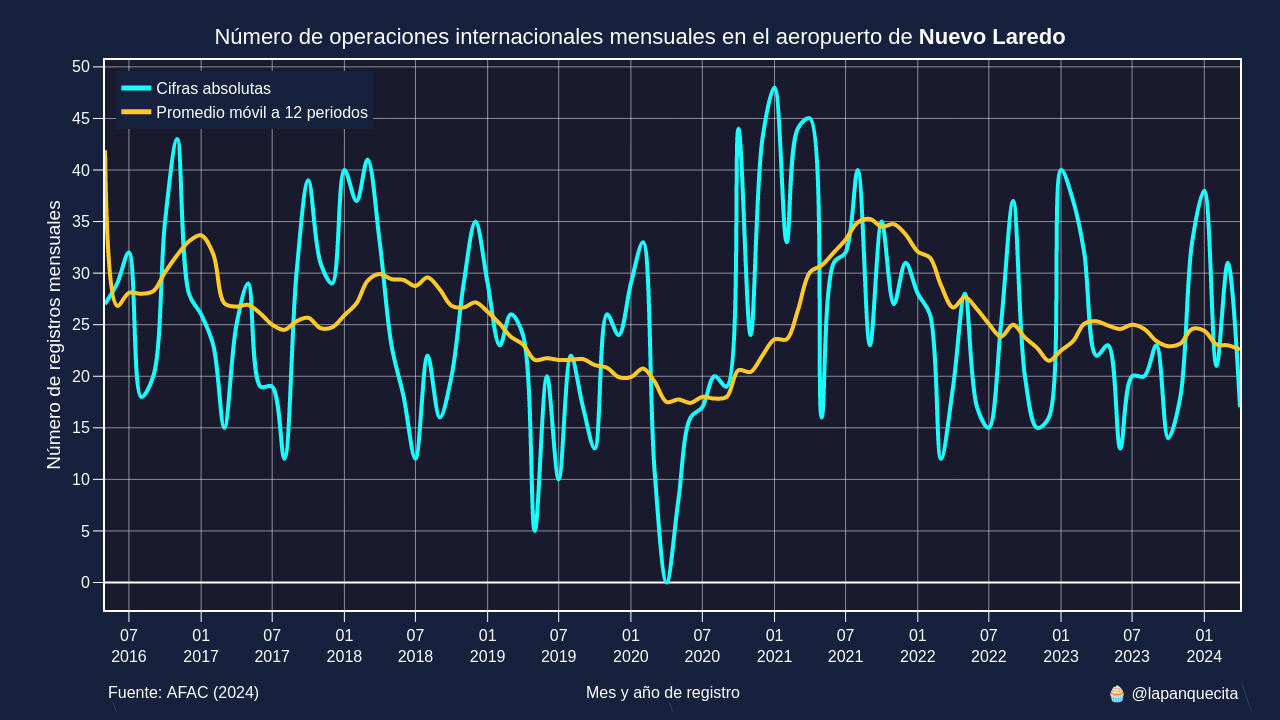 Número de operaciones internacionales mensuales en el aeropuerto de Nuevo Laredo
Cifras absolutas
Promedio móvil a 12 periodos
Número de registros mensuales
50
45
40
35
30
25
20
15
10
5
0
07 01 07 01 07 01 07 01 07 01 07 01 07 01 07 01
2016 2017 2017 2018 2018 2019 2019 2020 2020 2021 2021 2022 2022 2023 2023 2024
Fuente: AFAC (2024) Mes y año de registro 🧁 @lapanquecita